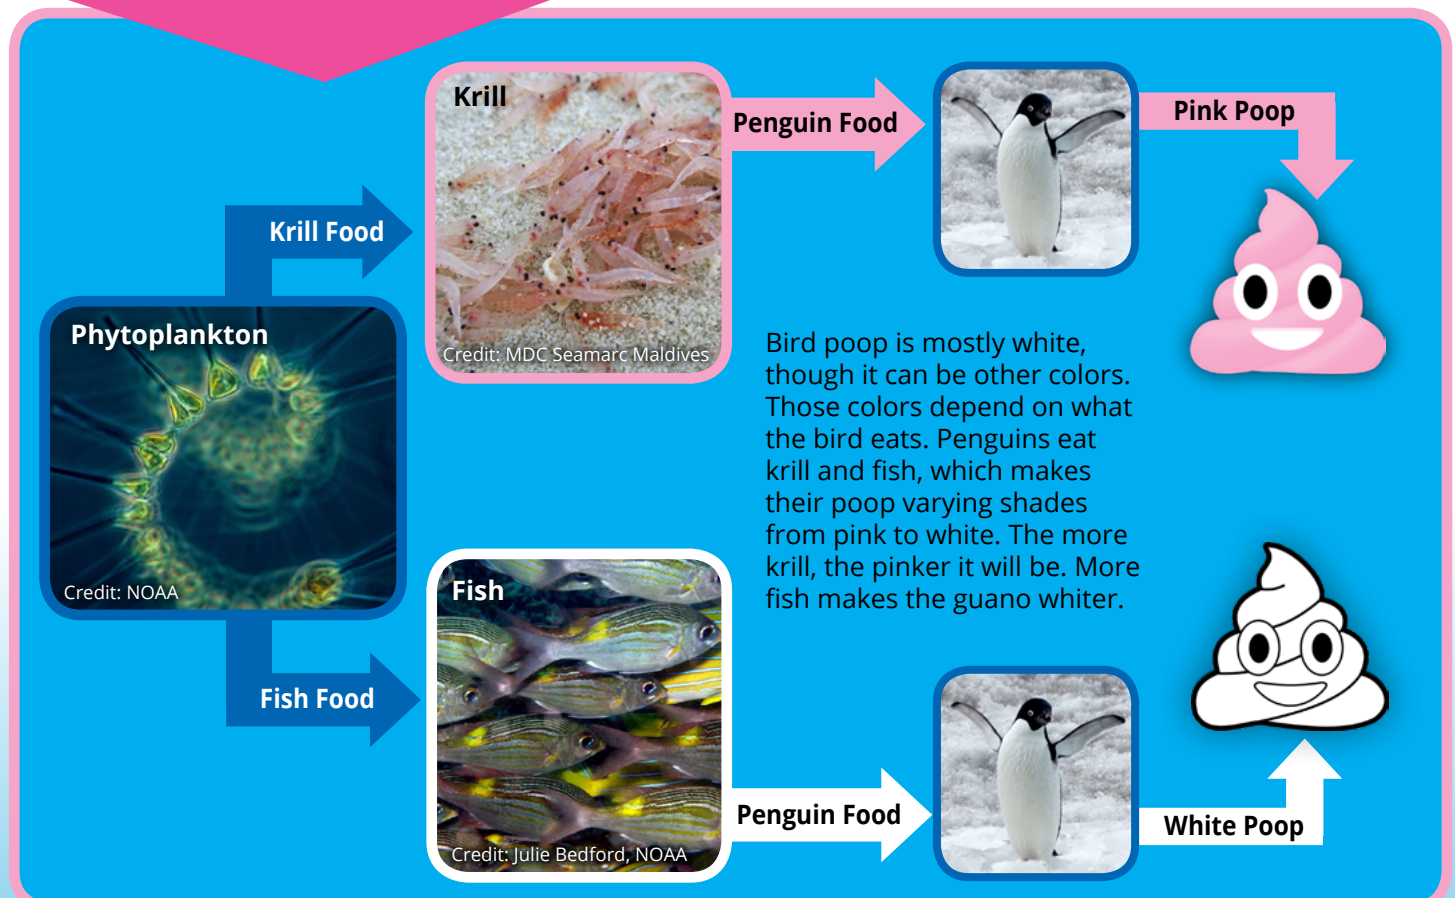 Krill
Penguin Food
Pink Poop
Krill Food
Phytoplankton
Credit: MDC Seamarc Maldives
Bird poop is mostly white,
though it can be other colors.
Those colors depend on what
the bird eats. Penguins eat
krill and fish, which makes
their poop varying shades
from pink to white. The more
krill, the pinker it will be. More
fish makes the guano whiter.
Credit: NOAA
Fish
Fish Food
Penguin Food
White Poop
Credit: Julie Bedford, NOAA